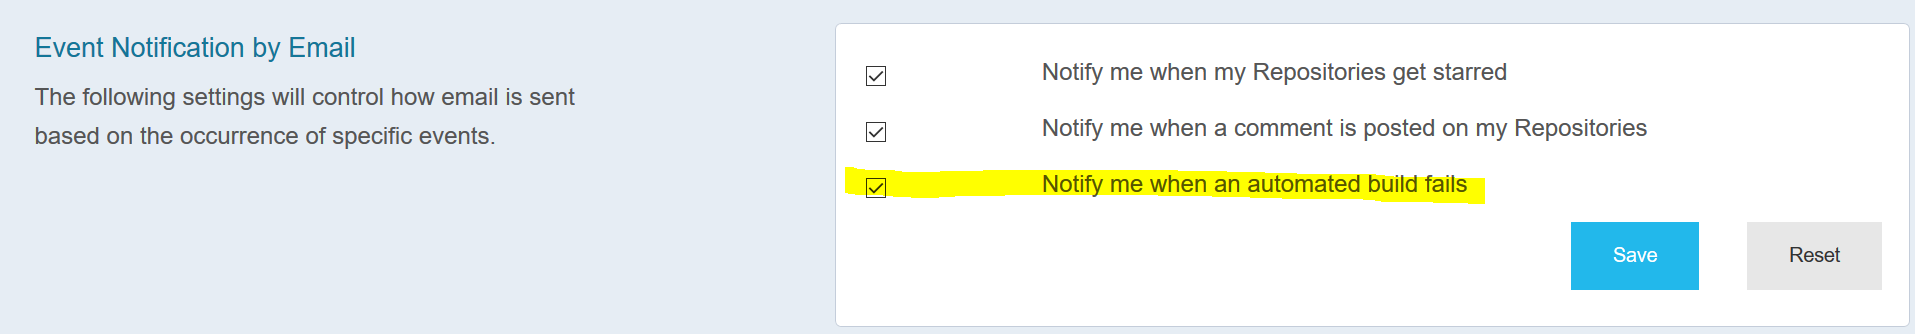 Event Notification by Email
The following settings will control how email is sent
based on the occurrence of specific events.
Notify me when my Repositories get starred
Notify me when a comment is posted on my Repositories
Notify me when an automated build fails
Save
Reset